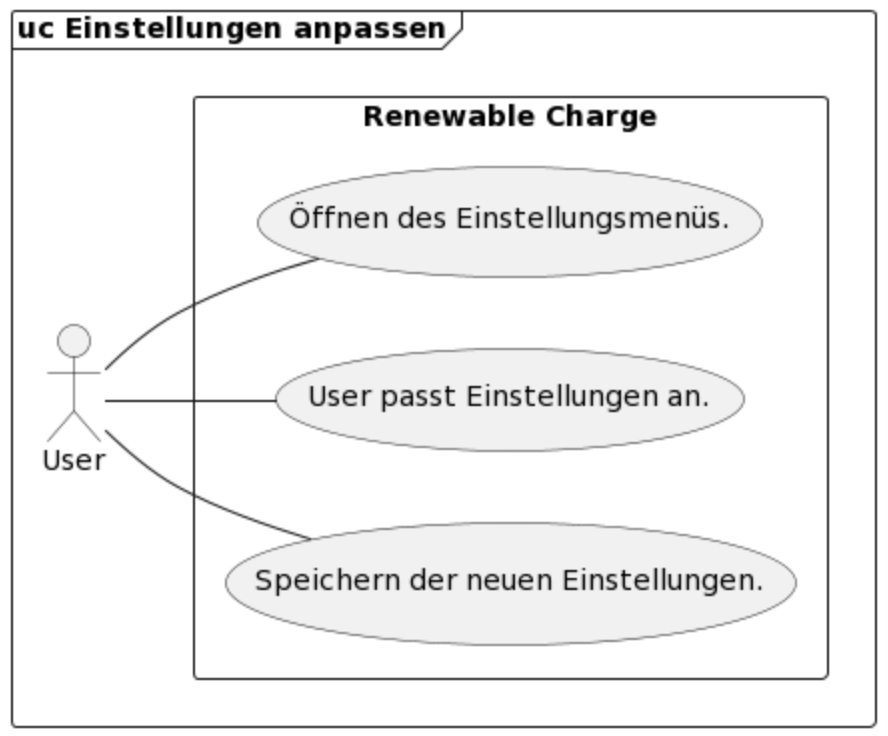 uc Einstellungen anpassen
Renewable Charge
Öffnen des Einstellungsmenüs.
User passt Einstellungen an.
User
Speichern der neuen Einstellungen.